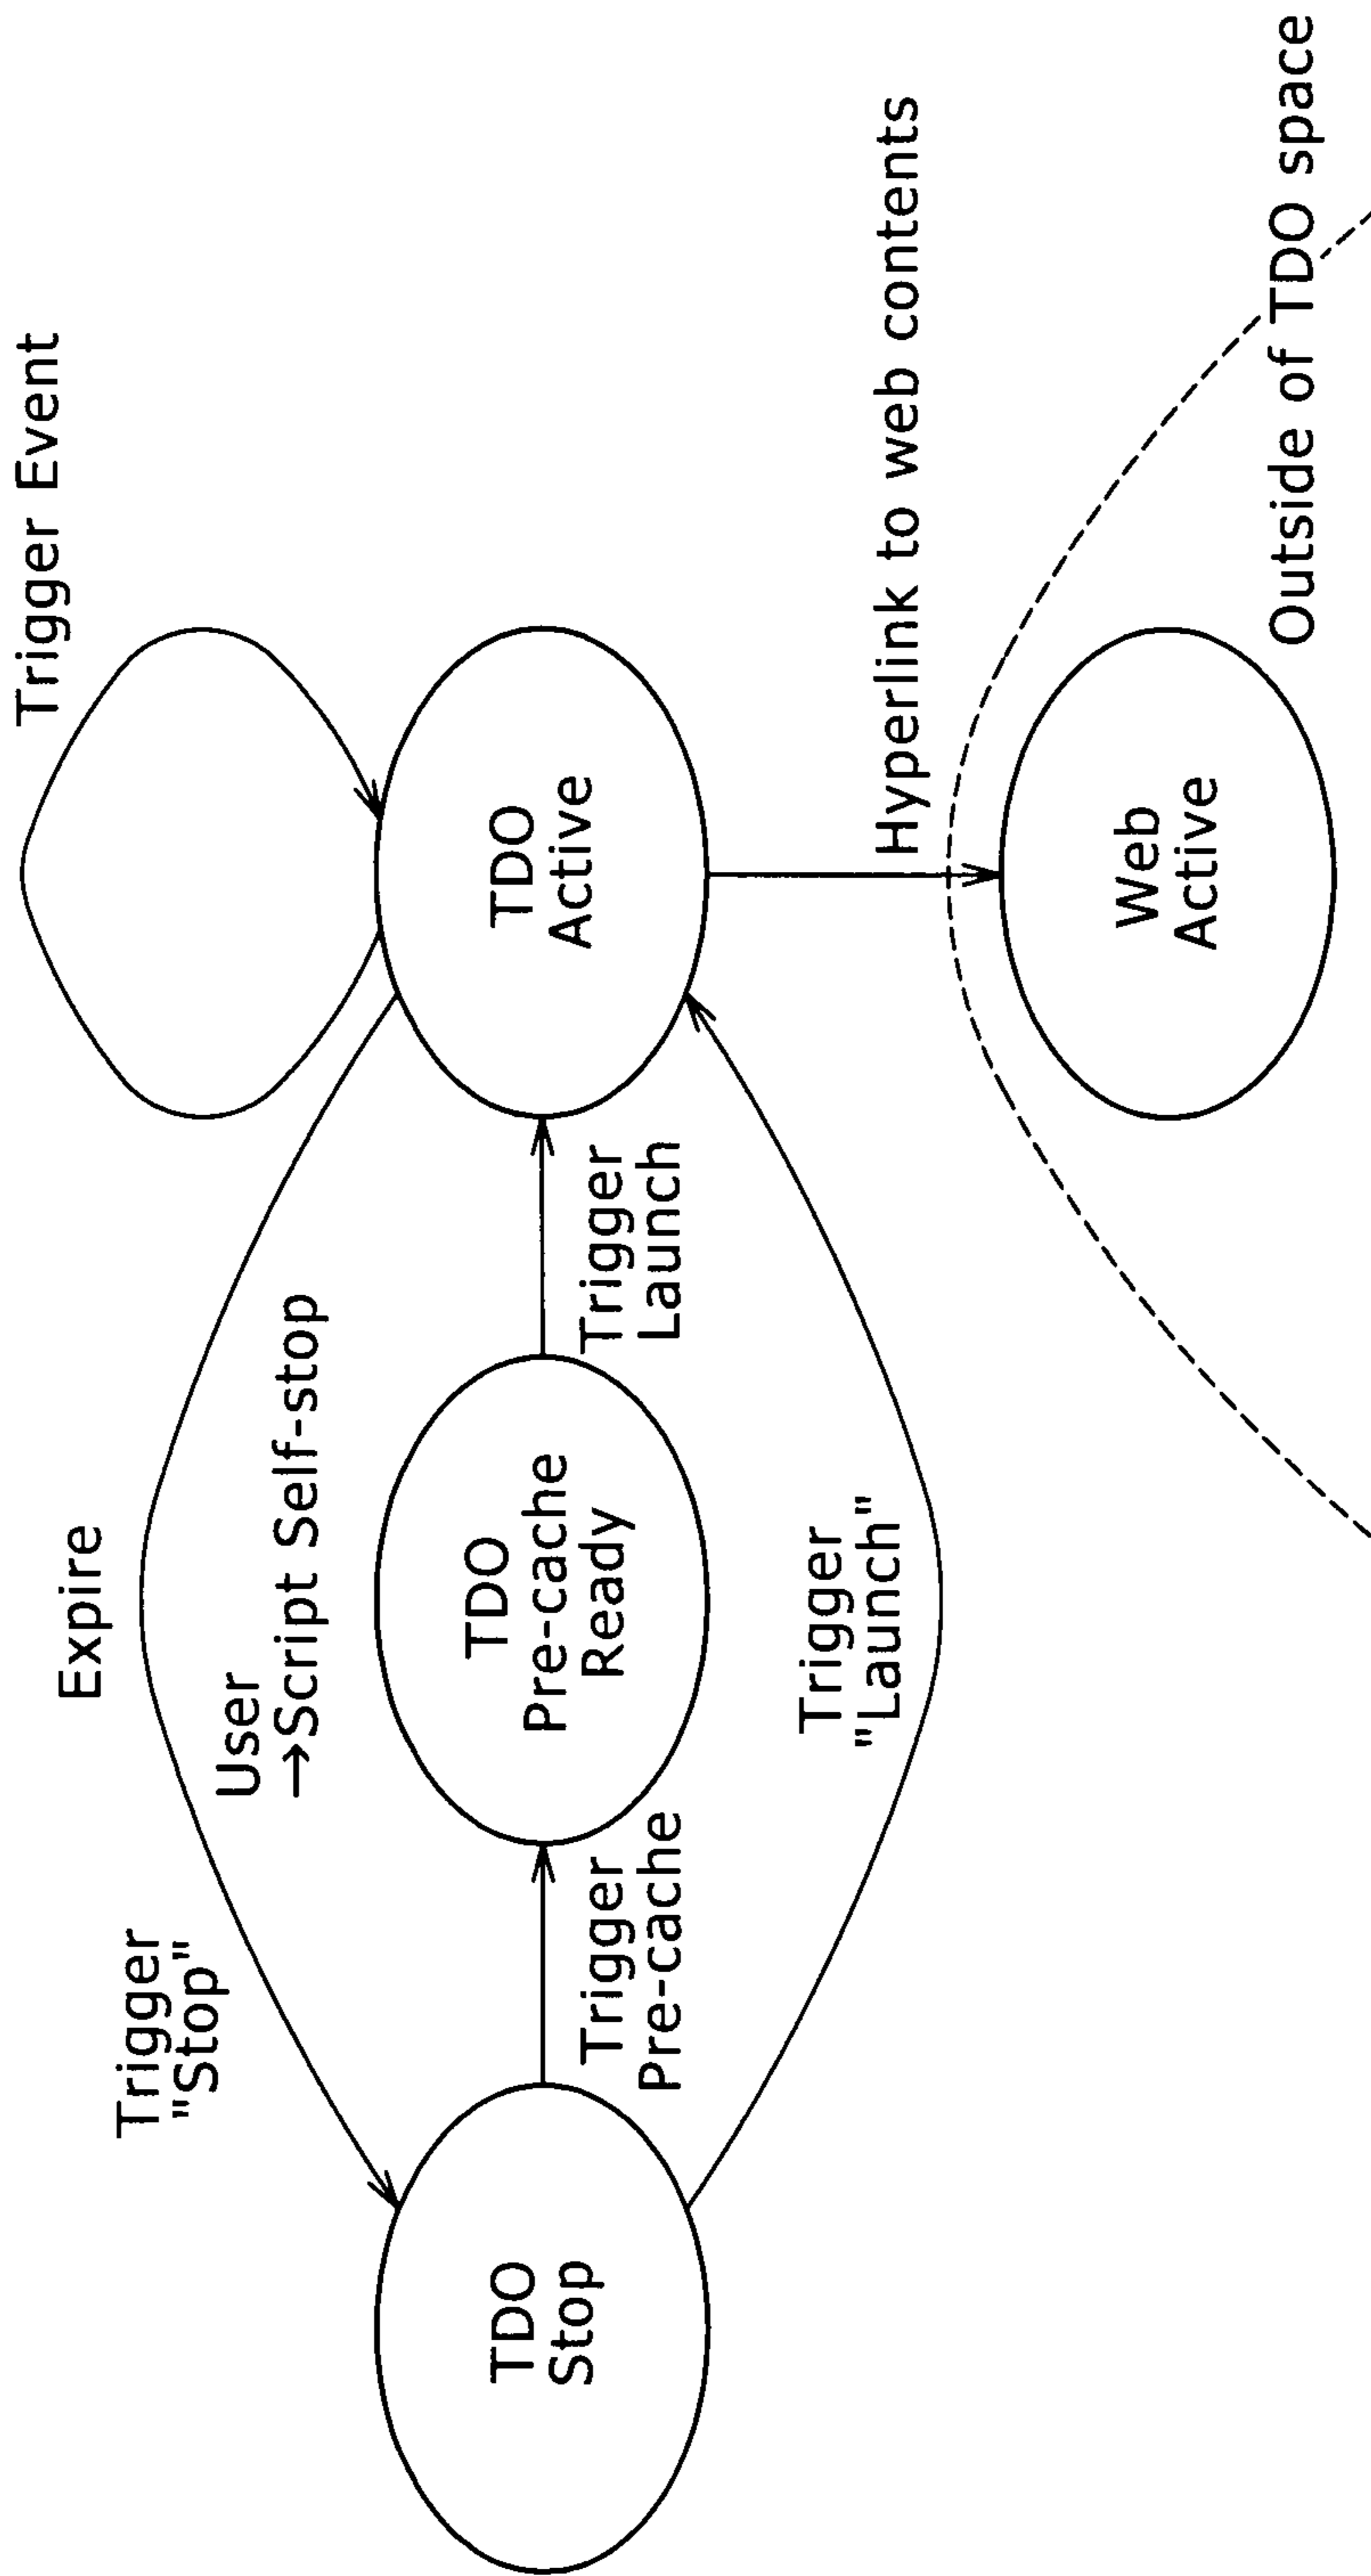 Trigger Event
Expire
Trigger
"Stop"
User
→Script Self-stop
TDO
Stop
Trigger
Pre-cache
TDO
Pre-cache
Ready
Trigger
Launch
TDO
Active
Trigger
"Launch"
Hyperlink to web contents
Web
Active
Outside of TDO space